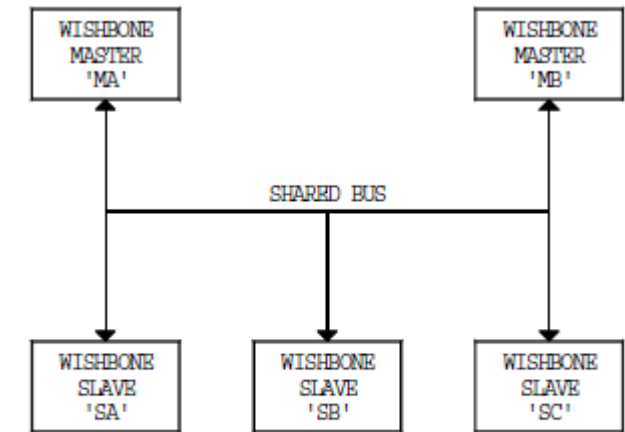 WISHBONE
MASTER
'MA'
WISHBONE
MASTER
'MB'
SHARED BUS
WISHBONE
SLAVE
'SA'
WISHBONE
SLAVE
'SB'
WISHBONE
SLAVE
'SC'